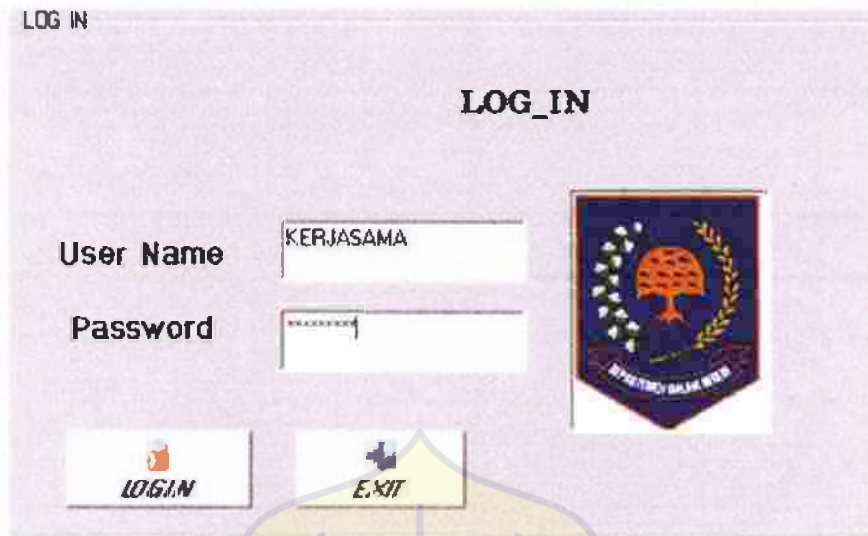 LOG IN
LOG_IN
User Name
KERJASAMA
Password
*********
LOGIN
EXIT